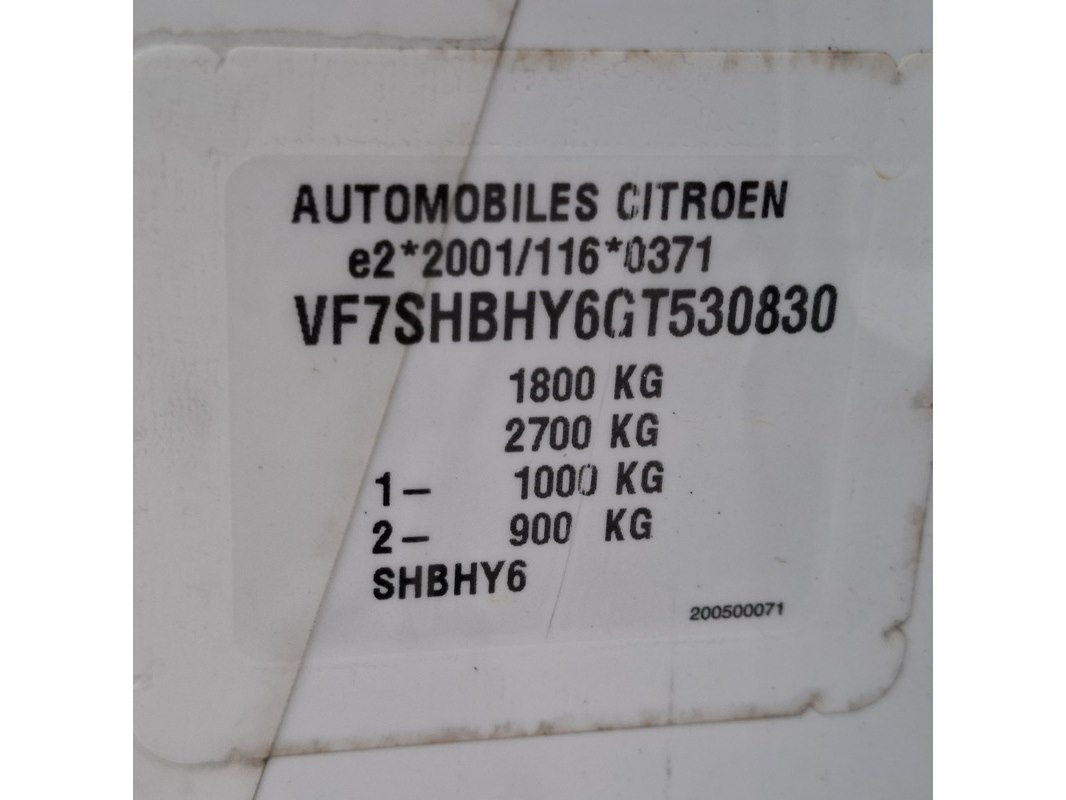 AUTOMOBILES CITROEN
e2*2001/116*0371
VF7SHBHY6GT530830
1800 KG
2700 KG
1- 1000 KG
2- 900 KG
SHBHY6
200500071